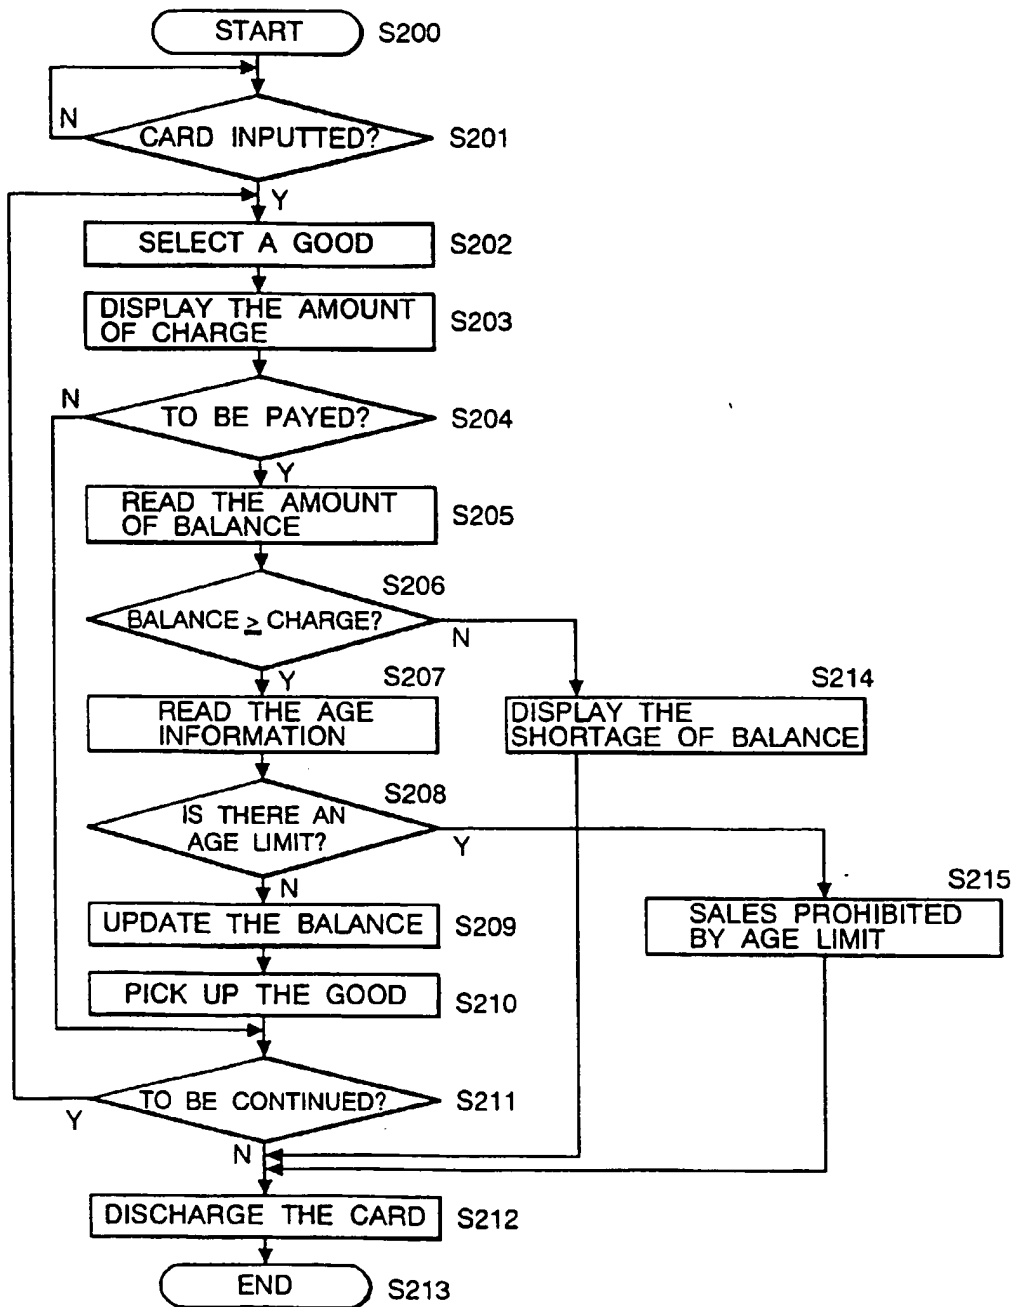 START
S200
N
CARD INPUTTED?
S201
Y
SELECT A GOOD
S202
DISPLAY THE AMOUNT
OF CHARGE
S203
N
TO BE PAYED?
S204
Y
READ THE AMOUNT
OF BALANCE
S205
S206
BALANCE ≥ CHARGE?
N
Y
S207
READ THE AGE
INFORMATION
S214
DISPLAY THE
SHORTAGE OF BALANCE
S208
IS THERE AN
AGE LIMIT?
Y
N
S215
SALES PROHIBITED
BY AGE LIMIT
UPDATE THE BALANCE
S209
PICK UP THE GOOD
S210
TO BE CONTINUED?
S211
Y
N
DISCHARGE THE CARD
S212
END
S213